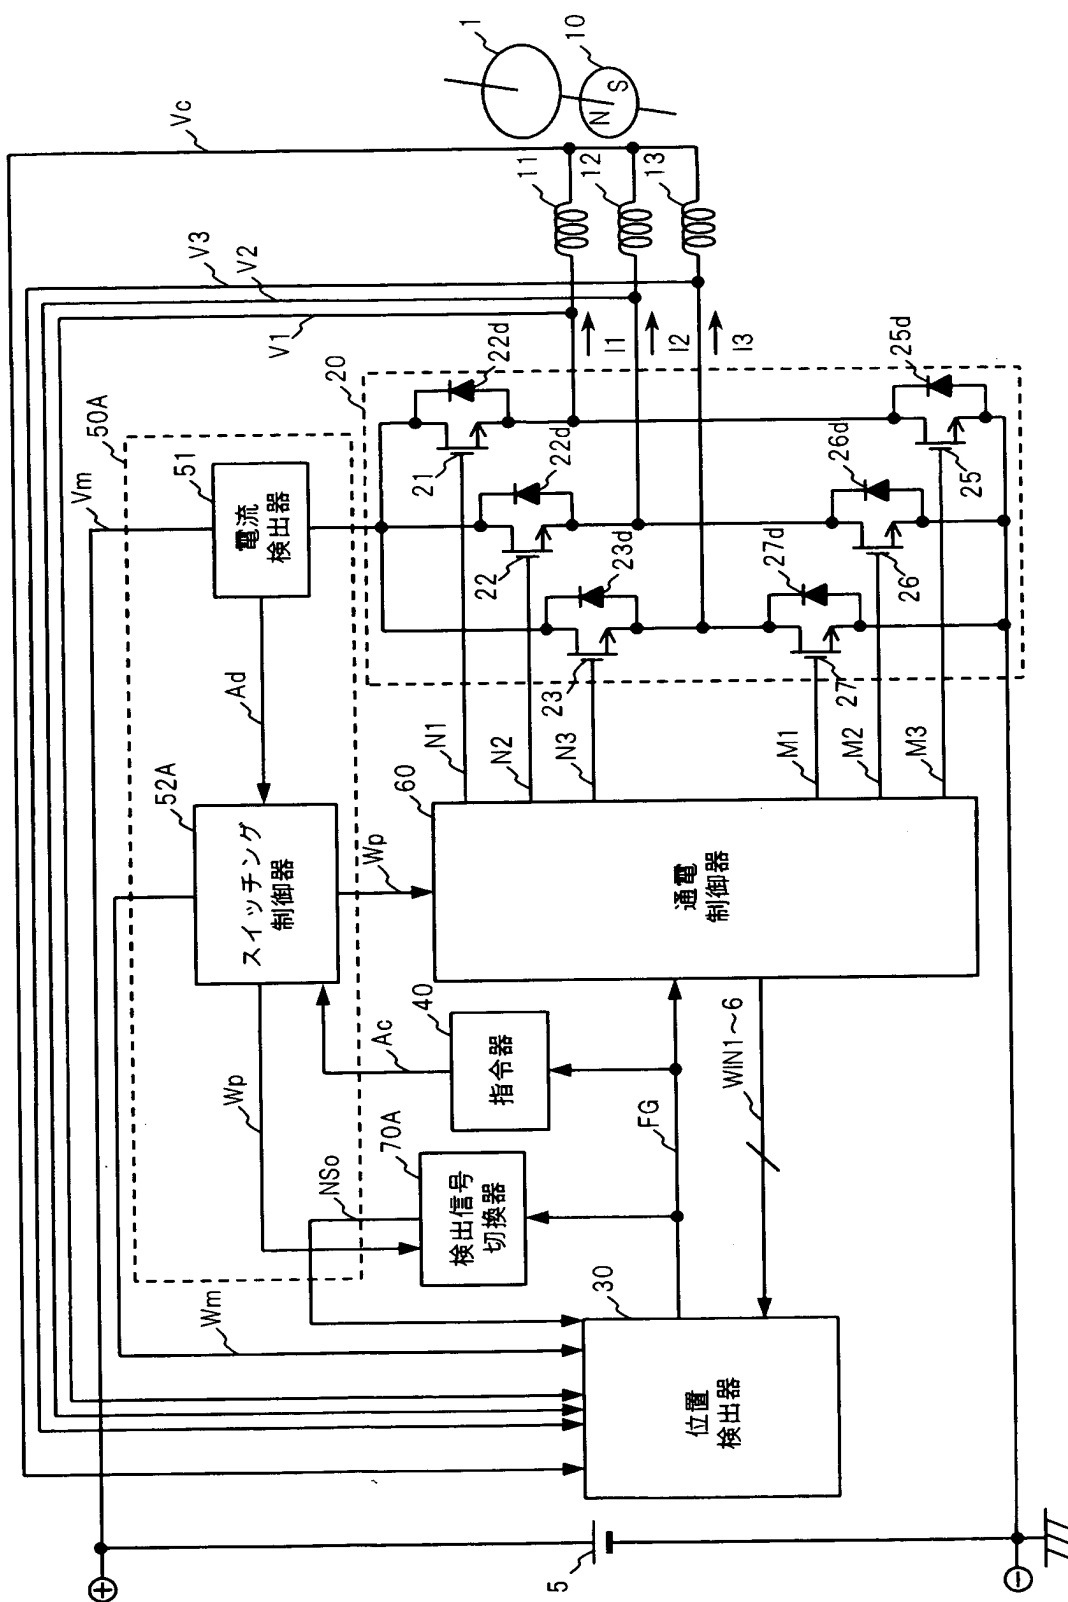 ⊕
Vm
50A
Vc
51
電流
検出器
52A
スイッチング
制御器
Ad
Wm
Wp
V3
V2
V1
NSo
Wp
Ac
70A
検出信号
切換器
40
指令器
20
60
通電
制御器
N1
N2
N3
M1
M2
M3
21
22d
22
22d
23
23d
27
27d
26
26d
25
25d
1
10
N S
11
12
13
I1
I2
I3
30
位置
検出器
FG
WIN1～6
5
⊖